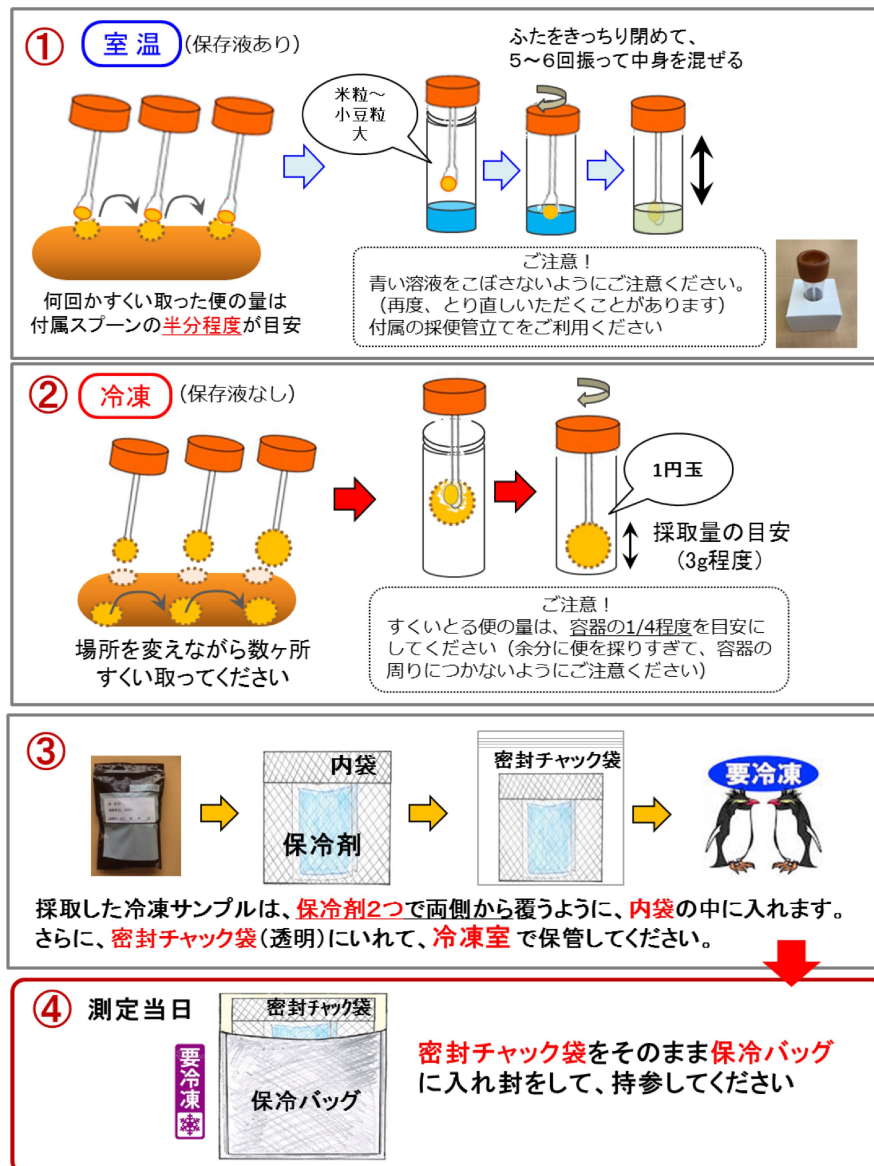 ① 室温 (保存液あり)
ふたをきっちり閉めて、
5～6回振って中身を混ぜる
米粒～
小豆粒
大
何回かすくい取った便の量は
付属スプーンの半分程度が目安
ご注意！
青い溶液をこぼさないようにご注意ください。
（再度、とり直しいただくことがあります）
付属の採便管立てをご利用ください
② 冷凍 (保存液なし)
1円玉
採取量の目安
(3g程度)
場所を変えながら数ヶ所
すくい取ってください
ご注意！
すくいとる便の量は、容器の1/4程度を目安に
してください（余分に便を採りすぎて、容器の
周りにつかないようにご注意ください）
③
内袋
保冷剤
密封チャック袋
要冷凍
採取した冷凍サンプルは、保冷剤2つで両側から覆うように、内袋の中に入れます。
さらに、密封チャック袋(透明)にいれて、冷凍室で保管してください。
④ 測定当日
密封チャック袋
要冷凍
保冷バッグ
密封チャック袋をそのまま保冷バッグ
に入れ封をして、持参してください